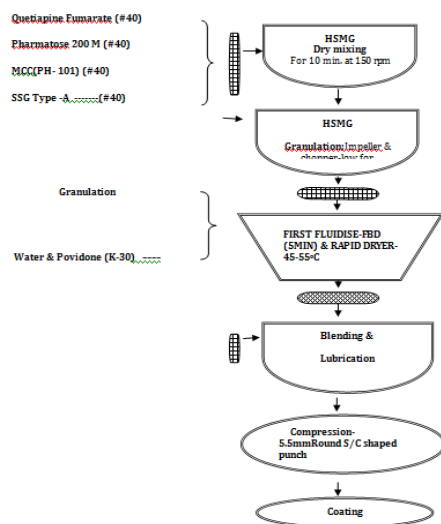 Quetiapine Fumarate (#40)
Pharmatose 200 M (#40)
MCC(PH- 101) (#40)
SSG Type -A (#40)
HSMG
Dry mixing
For 10 min. at 150 rpm
HSMG
Granulation:Impeller &
chopper-low for
Granulation
Water & Povidone (K-30)
FIRST FLUIDISE-FBD
(5MIN) & RAPID DRYER-
45-55ºC
Blending &
Lubrication
Compression-
5.5mmRound S/C shaped
punch
Coating